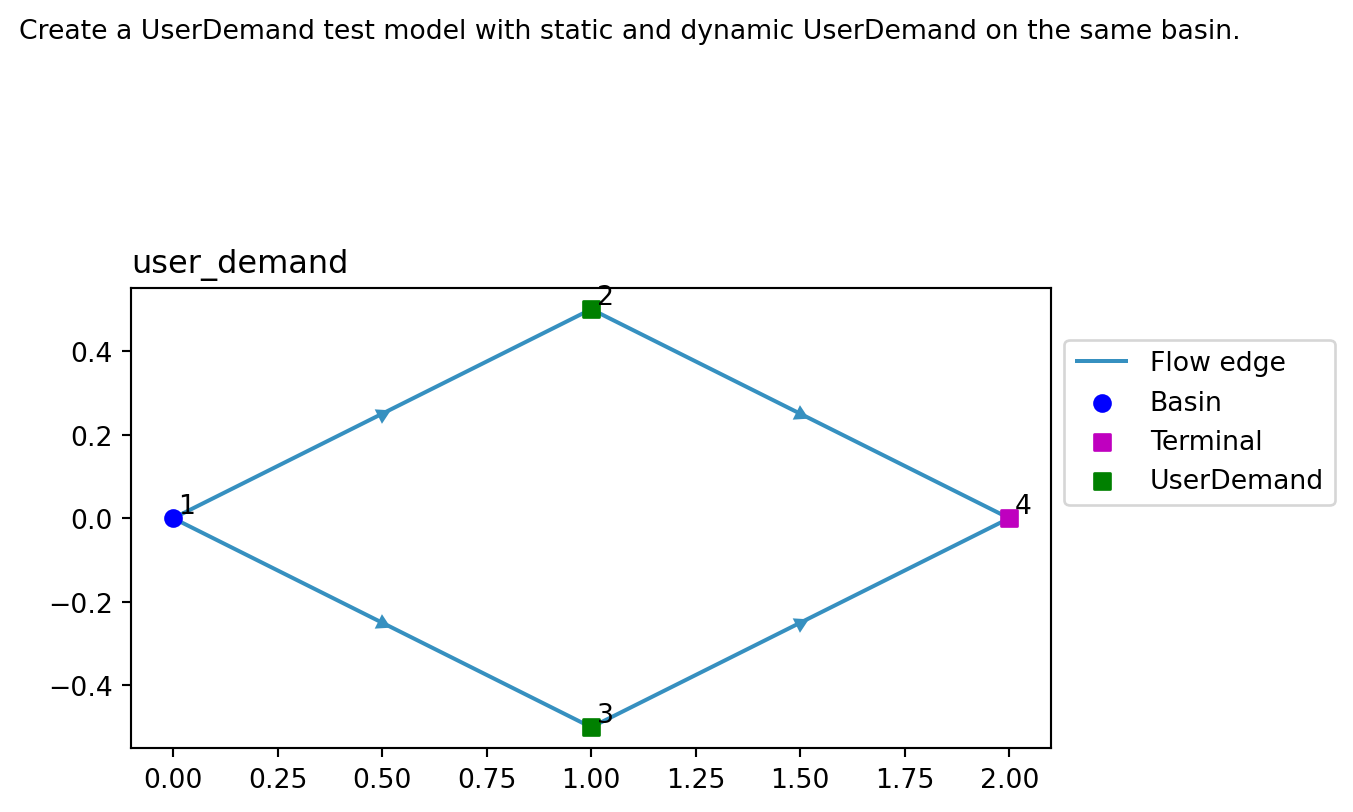 Create a UserDemand test model with static and dynamic UserDemand on the same basin.
user_demand
2
0.4
Flow edge
Basin
0.2
Terminal
UserDemand
1
4
0.0
−0.2
−0.4
3
0.00 0.25 0.50 0.75 1.00 1.25 1.50 1.75 2.00